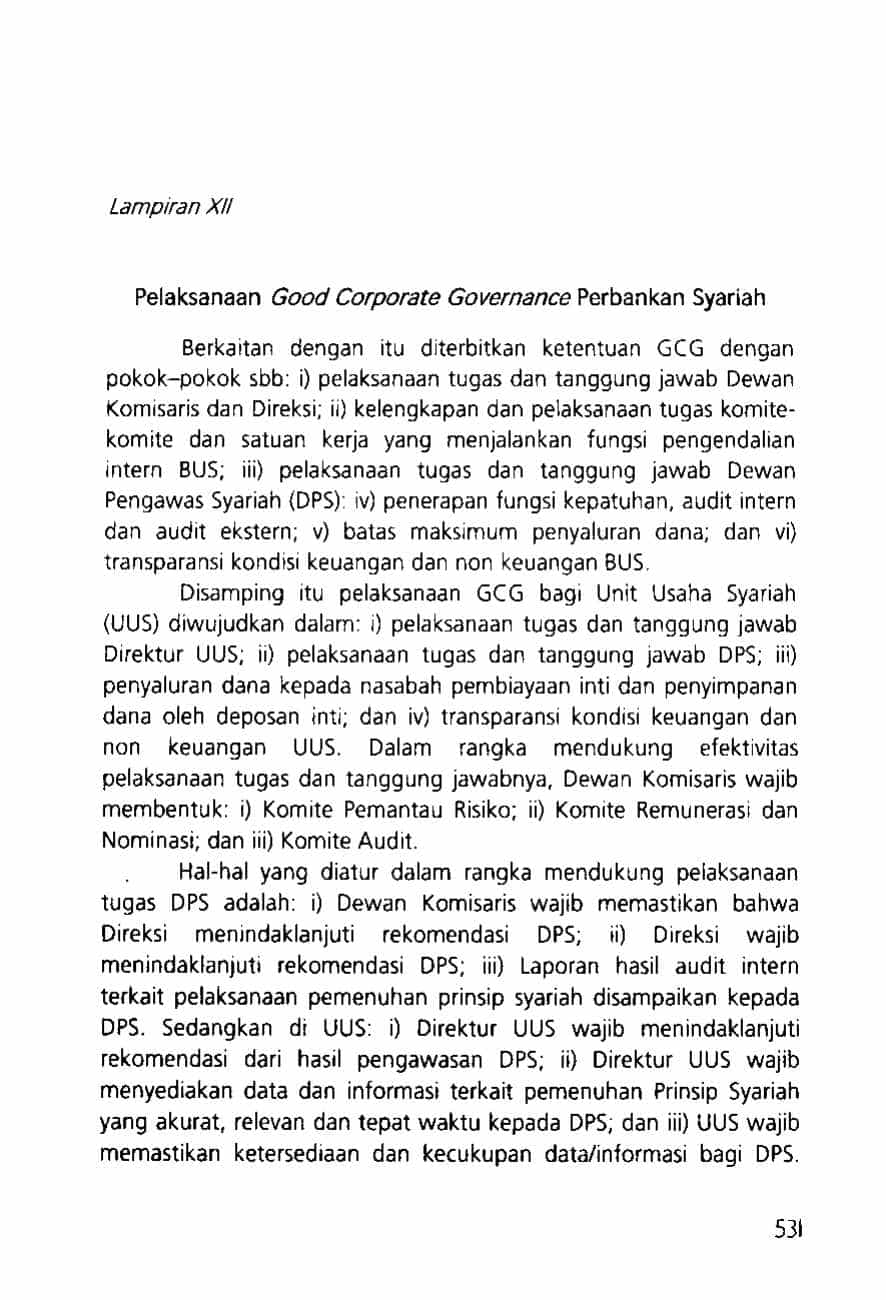 Lampiran XII
Pelaksanaan Good Corporate Governance Perbankan Syariah
Berkaitan dengan itu diterbitkan ketentuan GCG dengan
pokok–pokok sbb: i) pelaksanaan tugas dan tanggung jawab Dewan
Komisaris dan Direksi; ii) kelengkapan dan pelaksanaan tugas komite-
komite dan satuan kerja yang menjalankan fungsi pengendalian
intern BUS; iii) pelaksanaan tugas dan tanggung jawab Dewan
Pengawas Syariah (DPS): iv) penerapan fungsi kepatuhan, audit intern
dan audit ekstern; v) batas maksimum penyaluran dana; dan vi)
transparansi kondisi keuangan dan non keuangan BUS.
Disamping itu pelaksanaan GCG bagi Unit Usaha Syariah
(UUS) diwujudkan dalam: i) pelaksanaan tugas dan tanggung jawab
Direktur UUS; ii) pelaksanaan tugas dan tanggung jawab DPS; iii)
penyaluran dana kepada nasabah pembiayaan inti dan penyimpanan
dana oleh deposan inti; dan iv) transparansi kondisi keuangan dan
non keuangan UUS. Dalam rangka mendukung efektivitas
pelaksanaan tugas dan tanggung jawabnya, Dewan Komisaris wajib
membentuk: i) Komite Pemantau Risiko; ii) Komite Remunerasi dan
Nominasi; dan iii) Komite Audit.
Hal-hal yang diatur dalam rangka mendukung pelaksanaan
tugas DPS adalah: i) Dewan Komisaris wajib memastikan bahwa
Direksi menindaklanjuti rekomendasi DPS; ii) Direksi wajib
menindaklanjuti rekomendasi DPS; iii) Laporan hasil audit intern
terkait pelaksanaan pemenuhan prinsip syariah disampaikan kepada
DPS. Sedangkan di UUS: i) Direktur UUS wajib menindaklanjuti
rekomendasi dari hasil pengawasan DPS; ii) Direktur UUS wajib
menyediakan data dan informasi terkait pemenuhan Prinsip Syariah
yang akurat, relevan dan tepat waktu kepada DPS; dan iii) UUS wajib
memastikan ketersediaan dan kecukupan data/informasi bagi DPS.
531